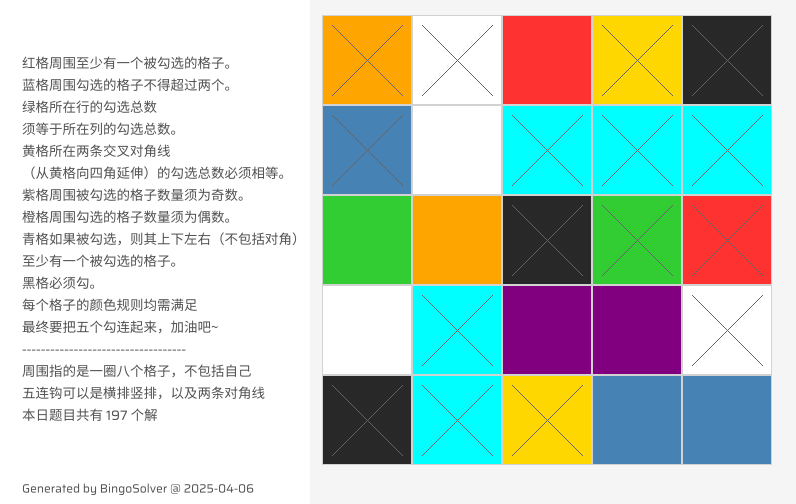 红格周围至少有一个被勾选的格子。
蓝格周围勾选的格子不得超过两个。
绿格所在行的勾选总数
须等于所在列的勾选总数。
黄格所在两条交叉对角线
（从黄格向四角延伸）的勾选总数必须相等。
紫格周围被勾选的格子数量须为奇数。
橙格周围勾选的格子数量须为偶数。
青格如果被勾选，则其上下左右（不包括对角）
至少有一个被勾选的格子。
黑格必须勾。
每个格子的颜色规则均需满足
最终要把五个勾连起来，加油吧~
-----------------------------------
周围指的是一圈八个格子，不包括自己
五连钩可以是横排竖排，以及两条对角线
本日题目共有 197 个解
Generated by BingoSolver @ 2025-04-06